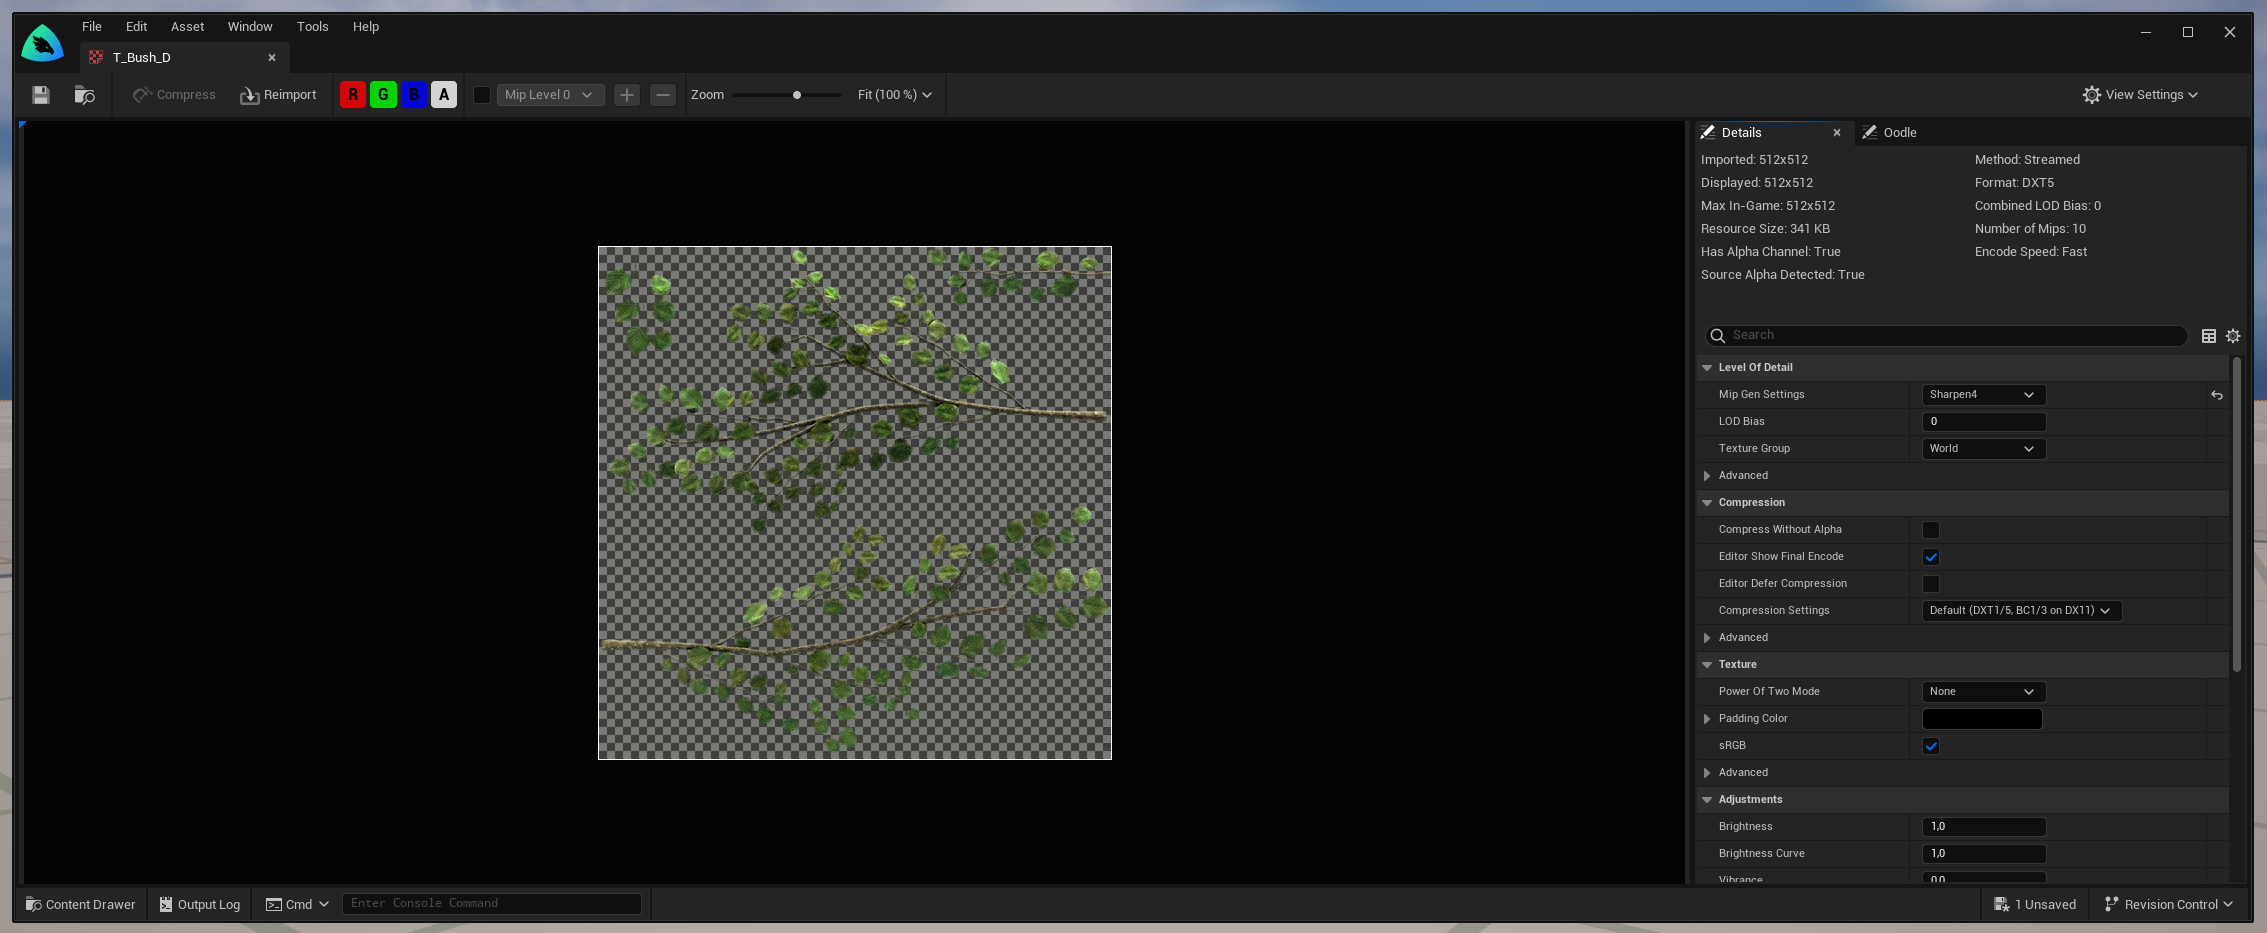 File Edit Asset Window Tools Help
T_Bush_D
Compress Reimport R G B A Mip Level 0 Zoom Fit (100 %) View Settings
Details Oodle
Imported: 512x512 Method: Streamed
Displayed: 512x512 Format: DXT5
Max In-Game: 512x512 Combined LOD Bias: 0
Resource Size: 341 KB Number of Mips: 10
Has Alpha Channel: True Encode Speed: Fast
Source Alpha Detected: True
Search
Level Of Detail
Mip Gen Settings Sharpen4
LOD Bias 0
Texture Group World
Advanced
Compression
Compress Without Alpha
Editor Show Final Encode
Editor Defer Compression
Compression Settings Default (DXT1/5, BC1/3 on DX11)
Advanced
Texture
Power Of Two Mode None
Padding Color
sRGB
Advanced
Adjustments
Brightness 1,0
Brightness Curve 1,0
Vibrance 0,0
Content Drawer Output Log Cmd Enter Console Command 1 Unsaved Revision Control